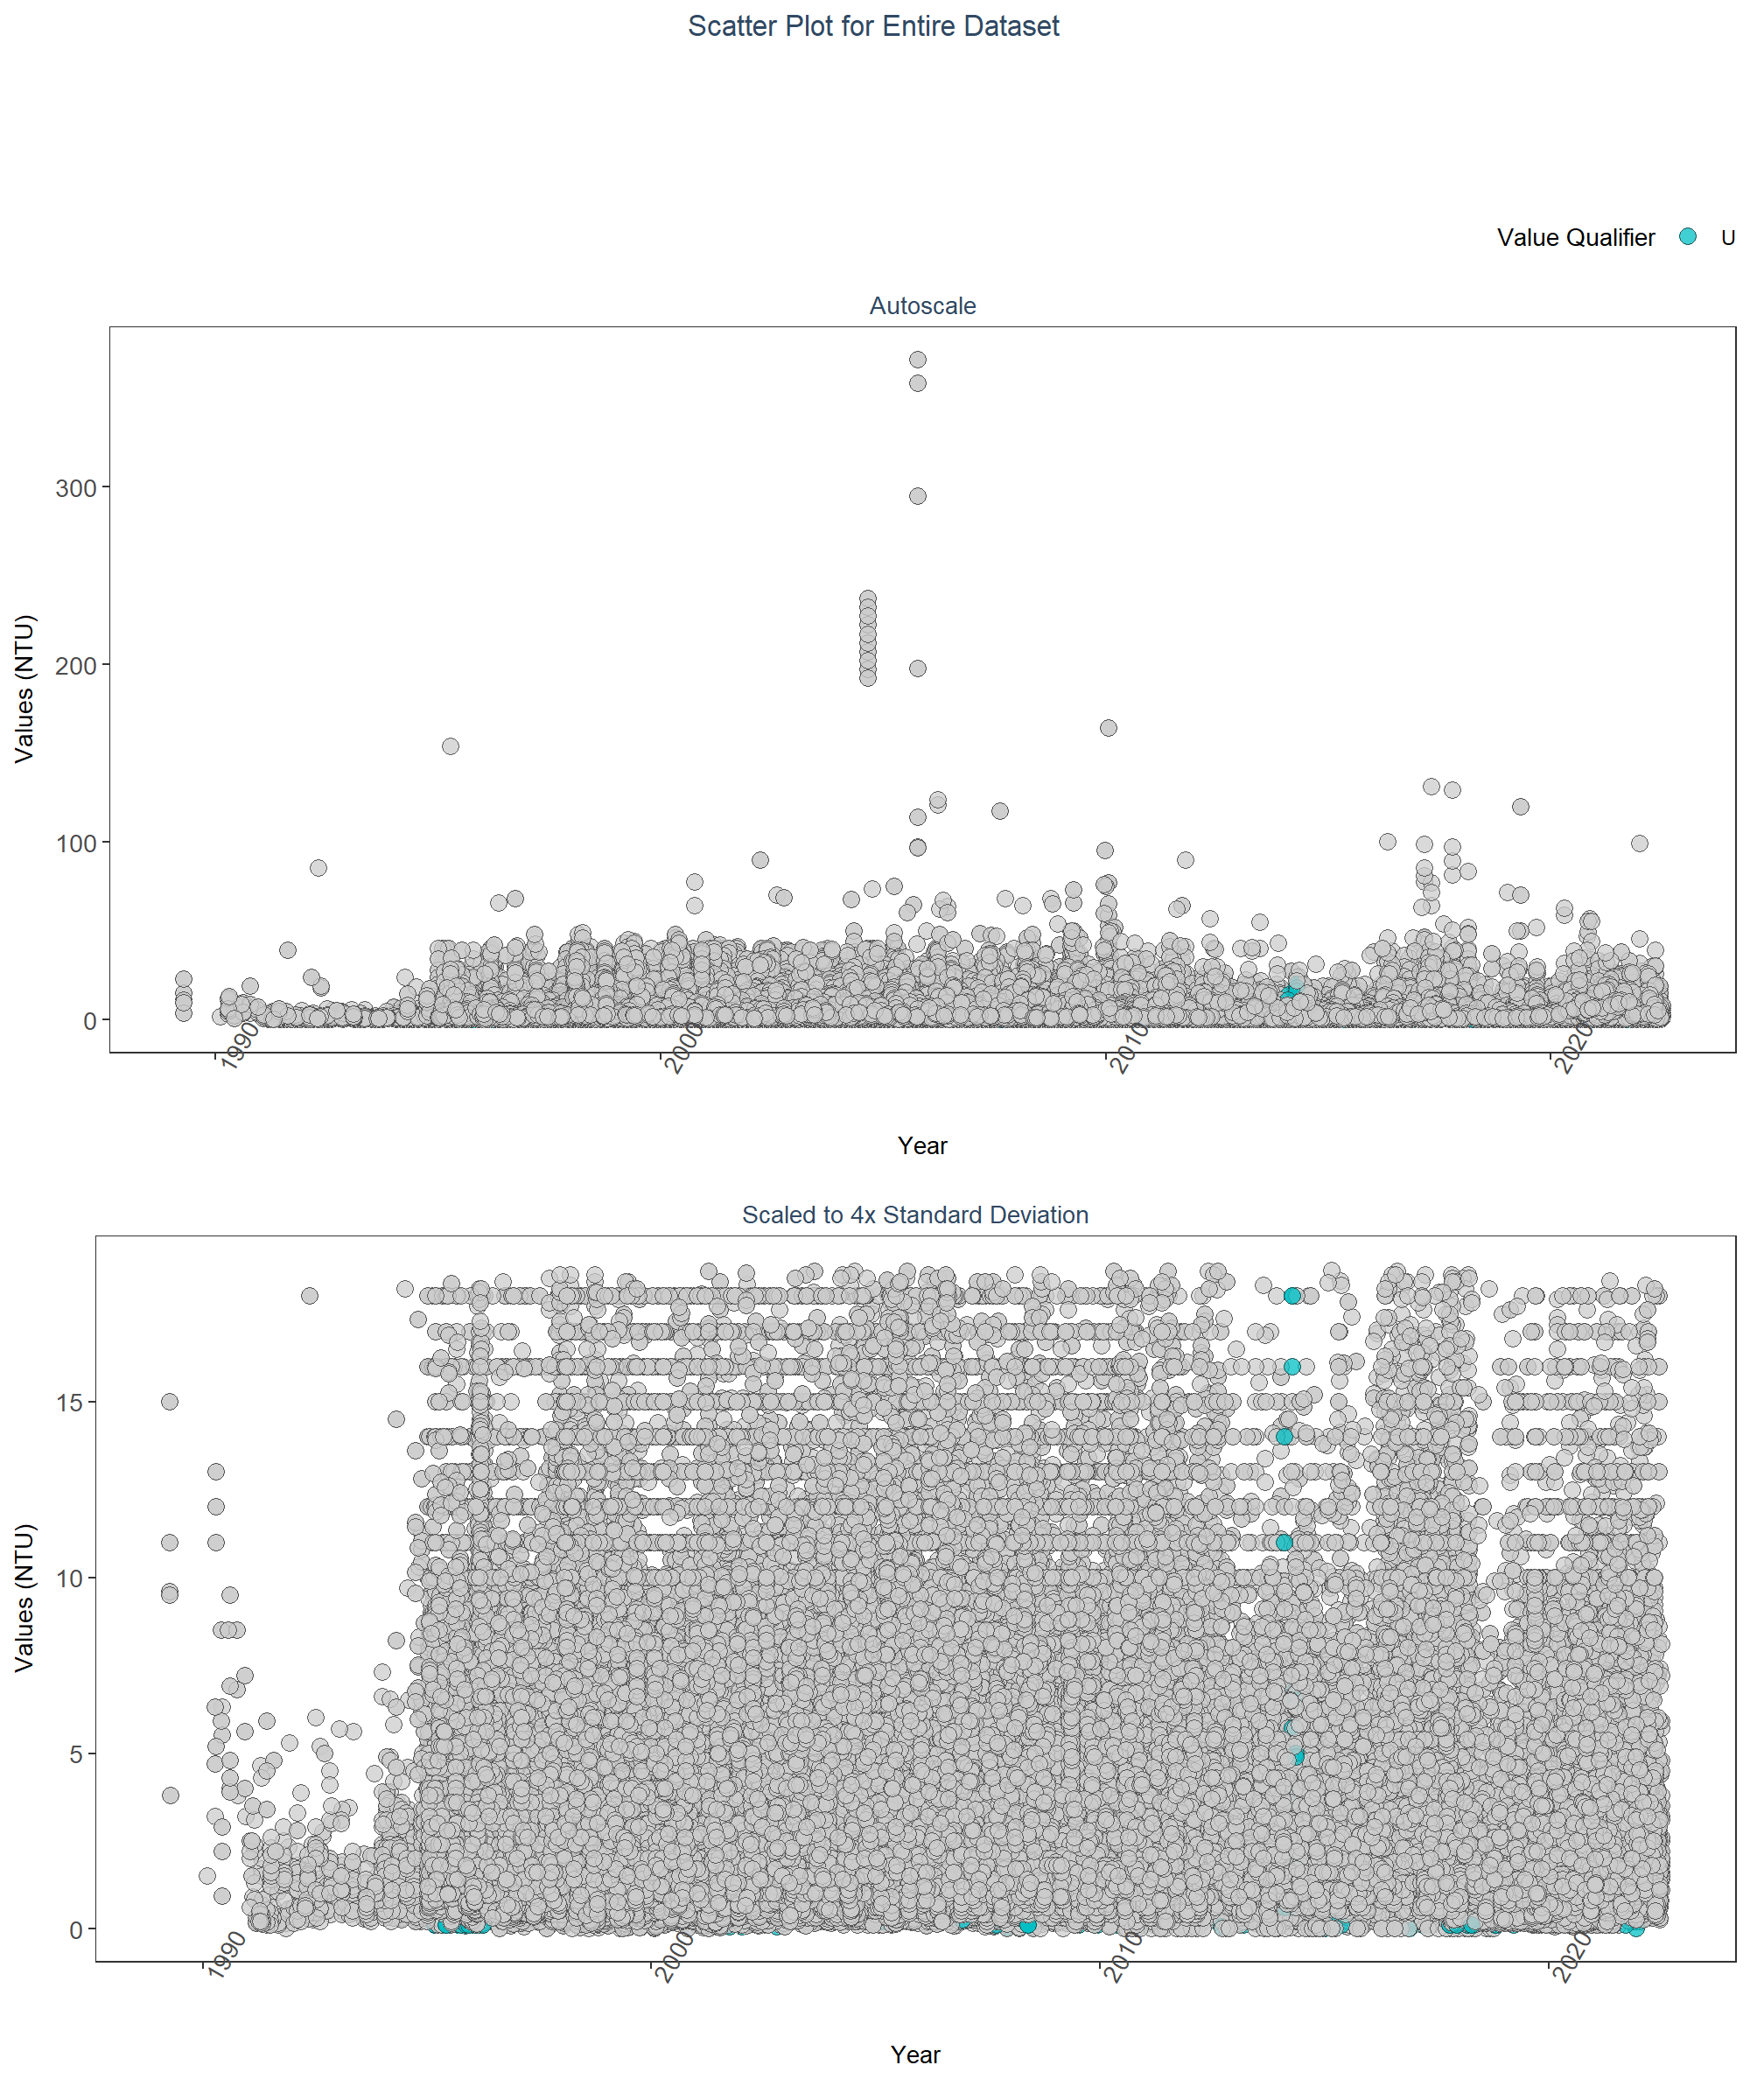 Scatter Plot for Entire Dataset
Value Qualifier U
Autoscale
Values (NTU)
300
200
100
0
1990 2000 2010 2020
Year
Scaled to 4x Standard Deviation
Values (NTU)
15
10
5
0
1990 2000 2010 2020
Year